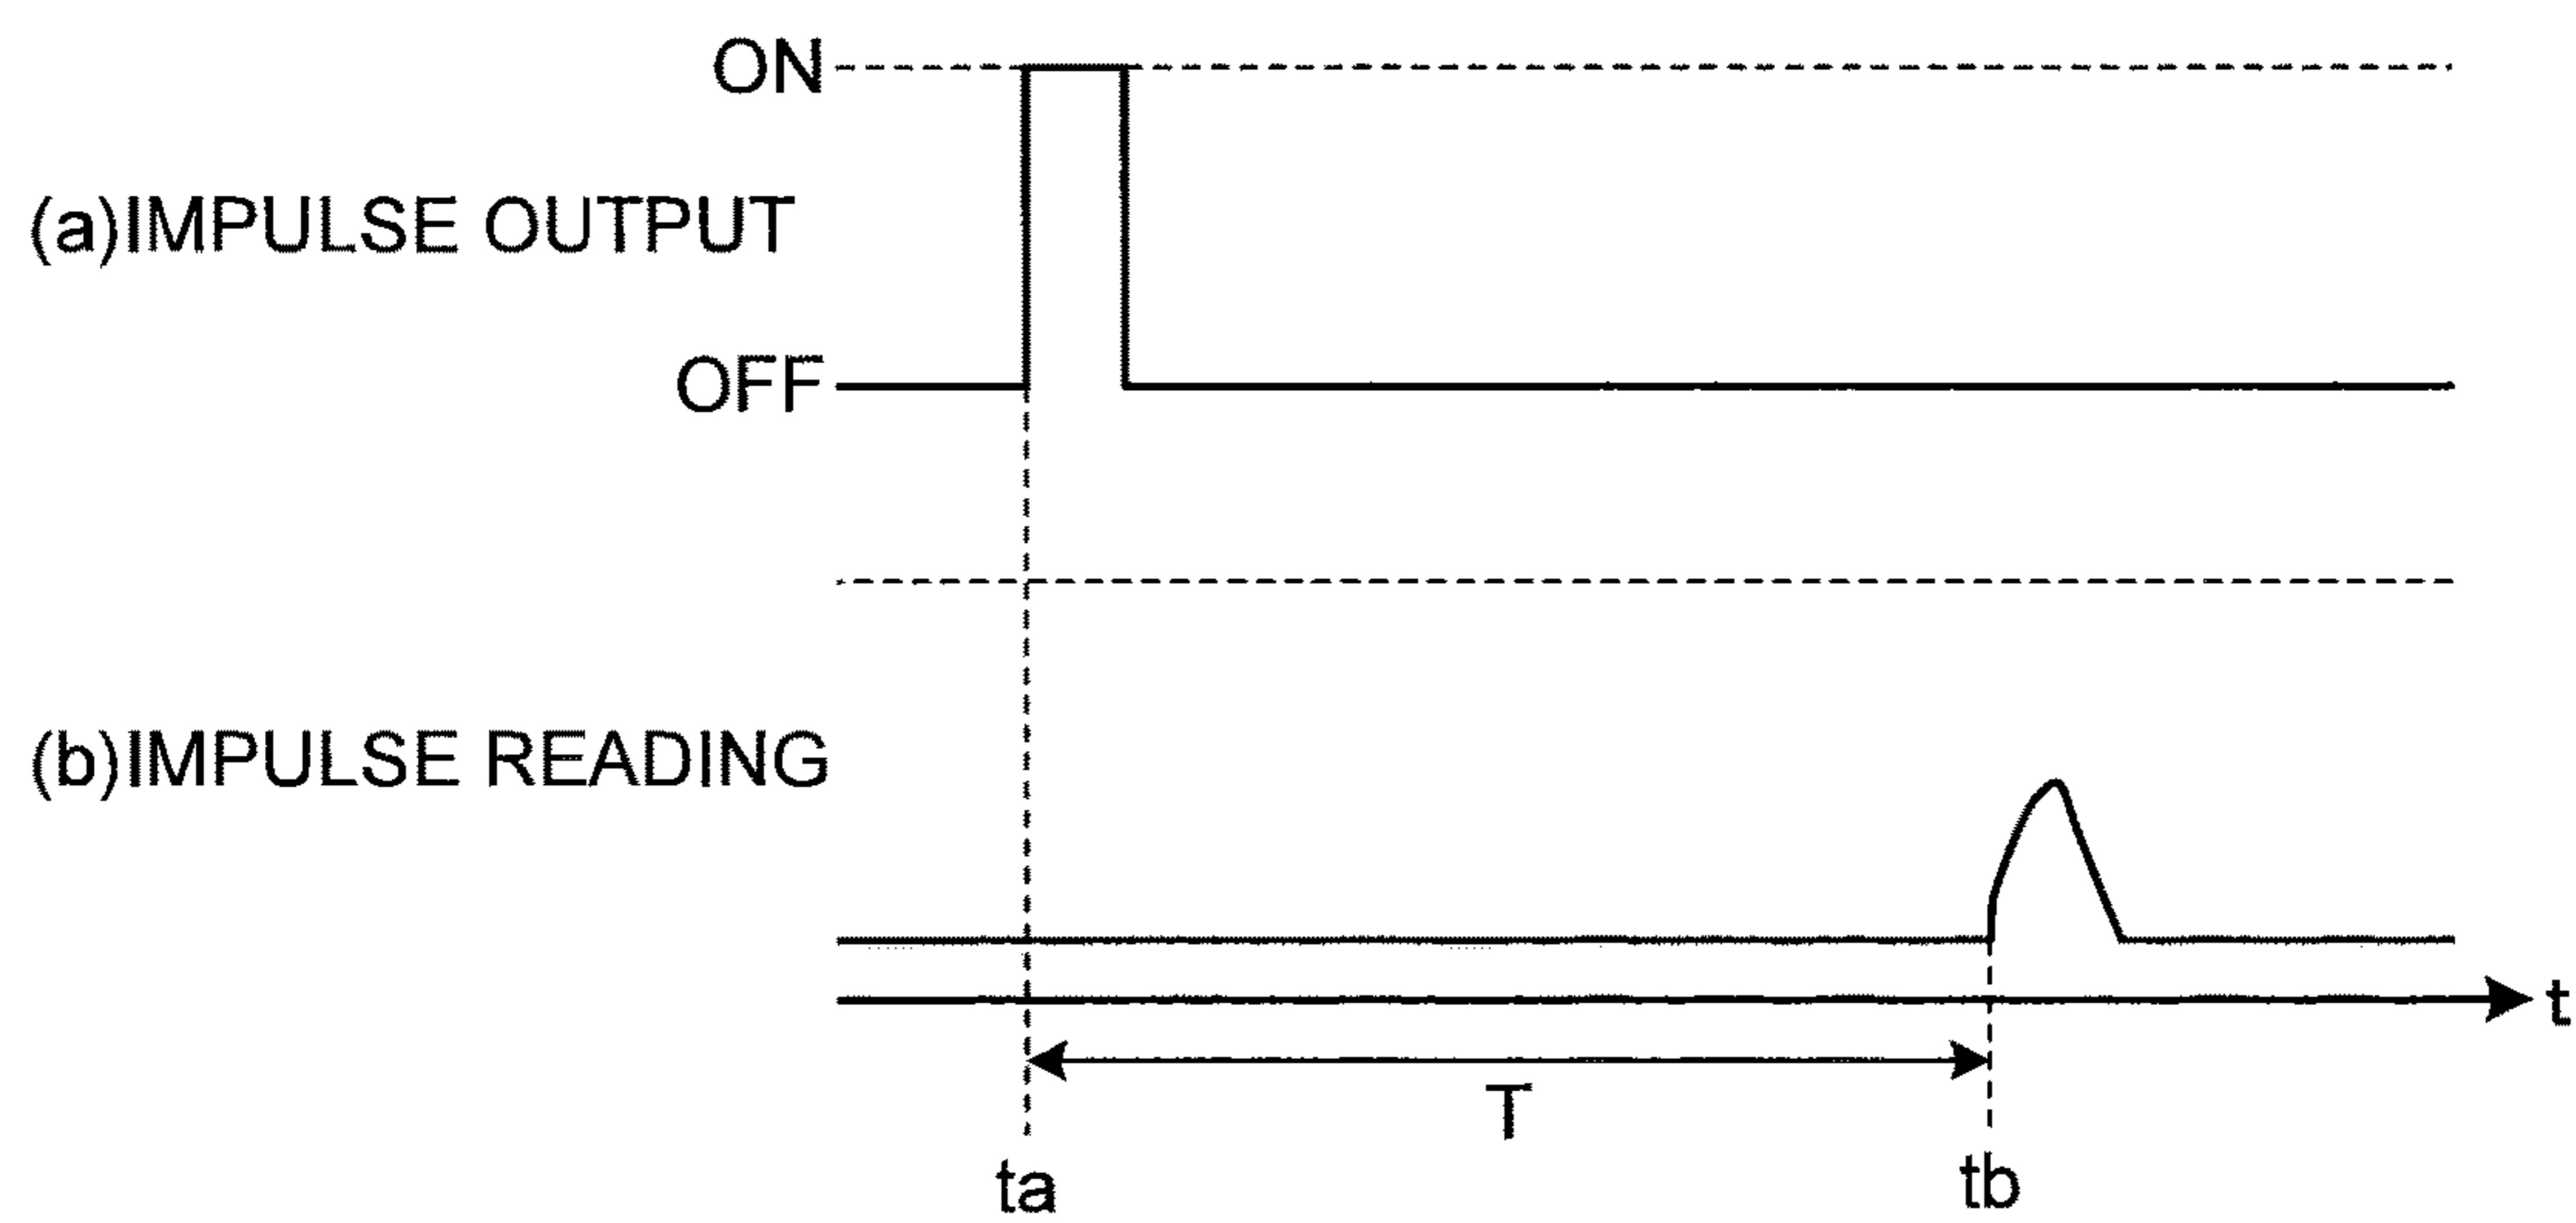 ON
(a)IMPULSE OUTPUT
OFF
(b)IMPULSE READING
t
T
ta
tb